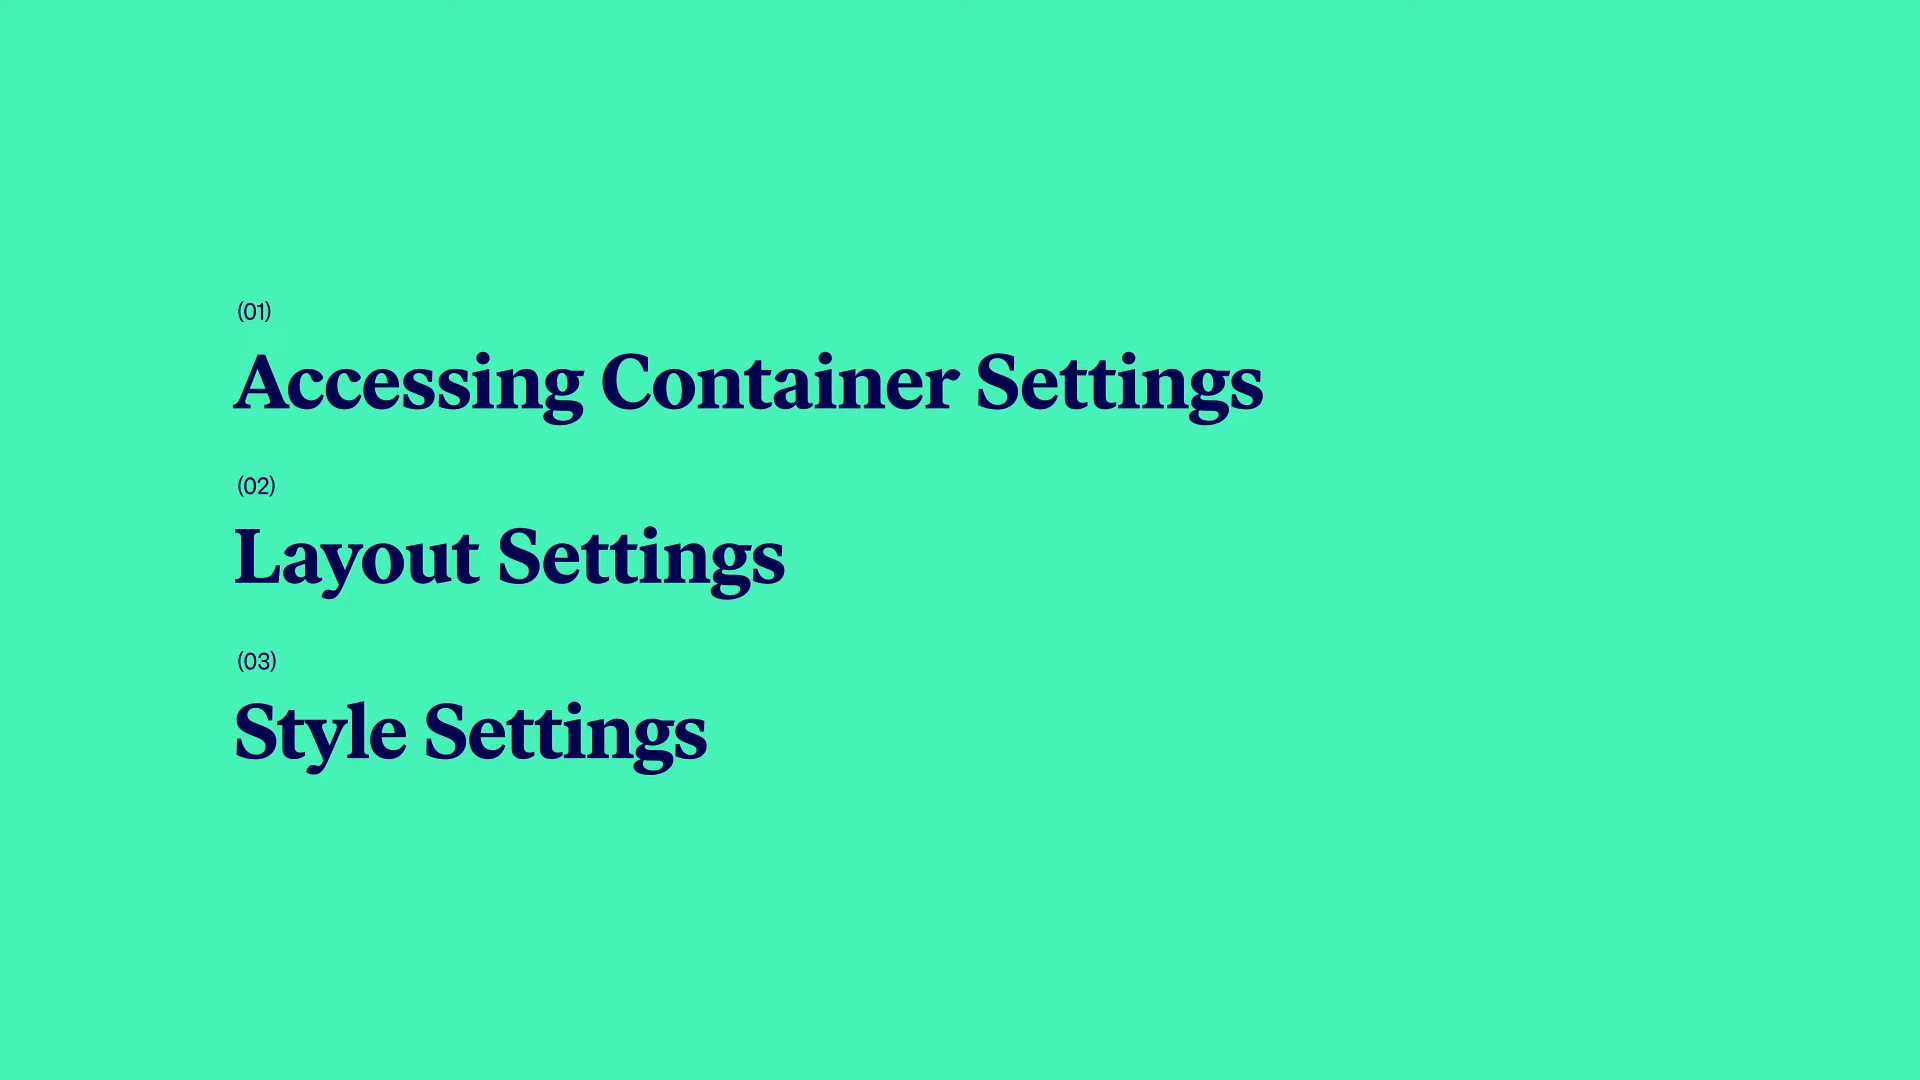 (01)
Accessing Container Settings
(02)
Layout Settings
(03)
Style Settings